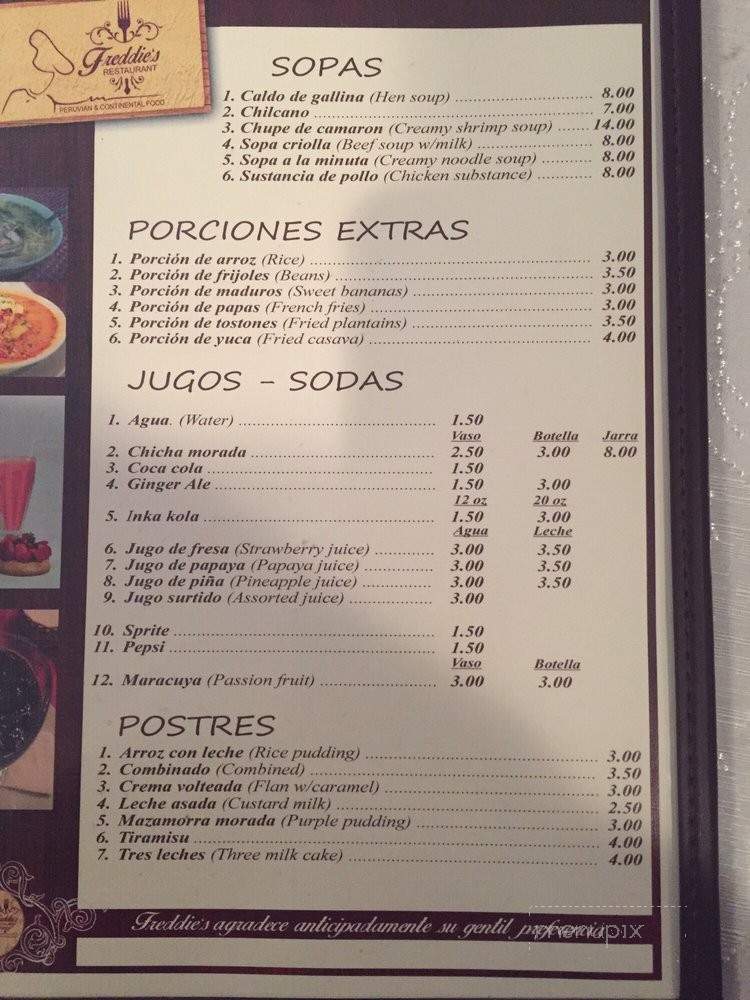 Freddie's
RESTAURANT
PERUVIAN & CONTINENTAL FOOD
SOPAS
1. Caldo de gallina (Hen soup) 8.00
2. Chilcano 7.00
3. Chupe de camaron (Creamy shrimp soup) 14.00
4. Sopa criolla (Beef soup w/milk) 8.00
5. Sopa a la minuta (Creamy noodle soup) 8.00
6. Sustancia de pollo (Chicken substance) 8.00
PORCIONES EXTRAS
1. Porción de arroz (Rice) 3.00
2. Porción de frijoles (Beans) 3.50
3. Porción de maduros (Sweet bananas) 3.00
4. Porción de papas (French fries) 3.00
5. Porción de tostones (Fried plantains) 3.50
6. Porción de yuca (Fried casava) 4.00
JUGOS - SODAS
1. Agua. (Water) 1.50
Vaso Botella Jarra
2. Chicha morada 2.50 3.00 8.00
3. Coca cola 1.50
4. Ginger Ale 1.50 3.00
12 oz 20 oz
5. Inka kola 1.50 3.00
Agua Leche
6. Jugo de fresa (Strawberry juice) 3.00 3.50
7. Jugo de papaya (Papaya juice) 3.00 3.50
8. Jugo de piña (Pineapple juice) 3.00 3.50
9. Jugo surtido (Assorted juice) 3.00
10. Sprite 1.50
11. Pepsi 1.50
Vaso Botella
12. Maracuya (Passion fruit) 3.00 3.00
POSTRES
1. Arroz con leche (Rice pudding) 3.00
2. Combinado (Combined) 3.50
3. Crema volteada (Flan w/caramel) 3.00
4. Leche asada (Custard milk) 2.50
5. Mazamorra morada (Purple pudding) 3.00
6. Tiramisu 4.00
7. Tres leches (Three milk cake) 4.00
Freddie's agradece anticipadamente su gentil preferencia
menupix